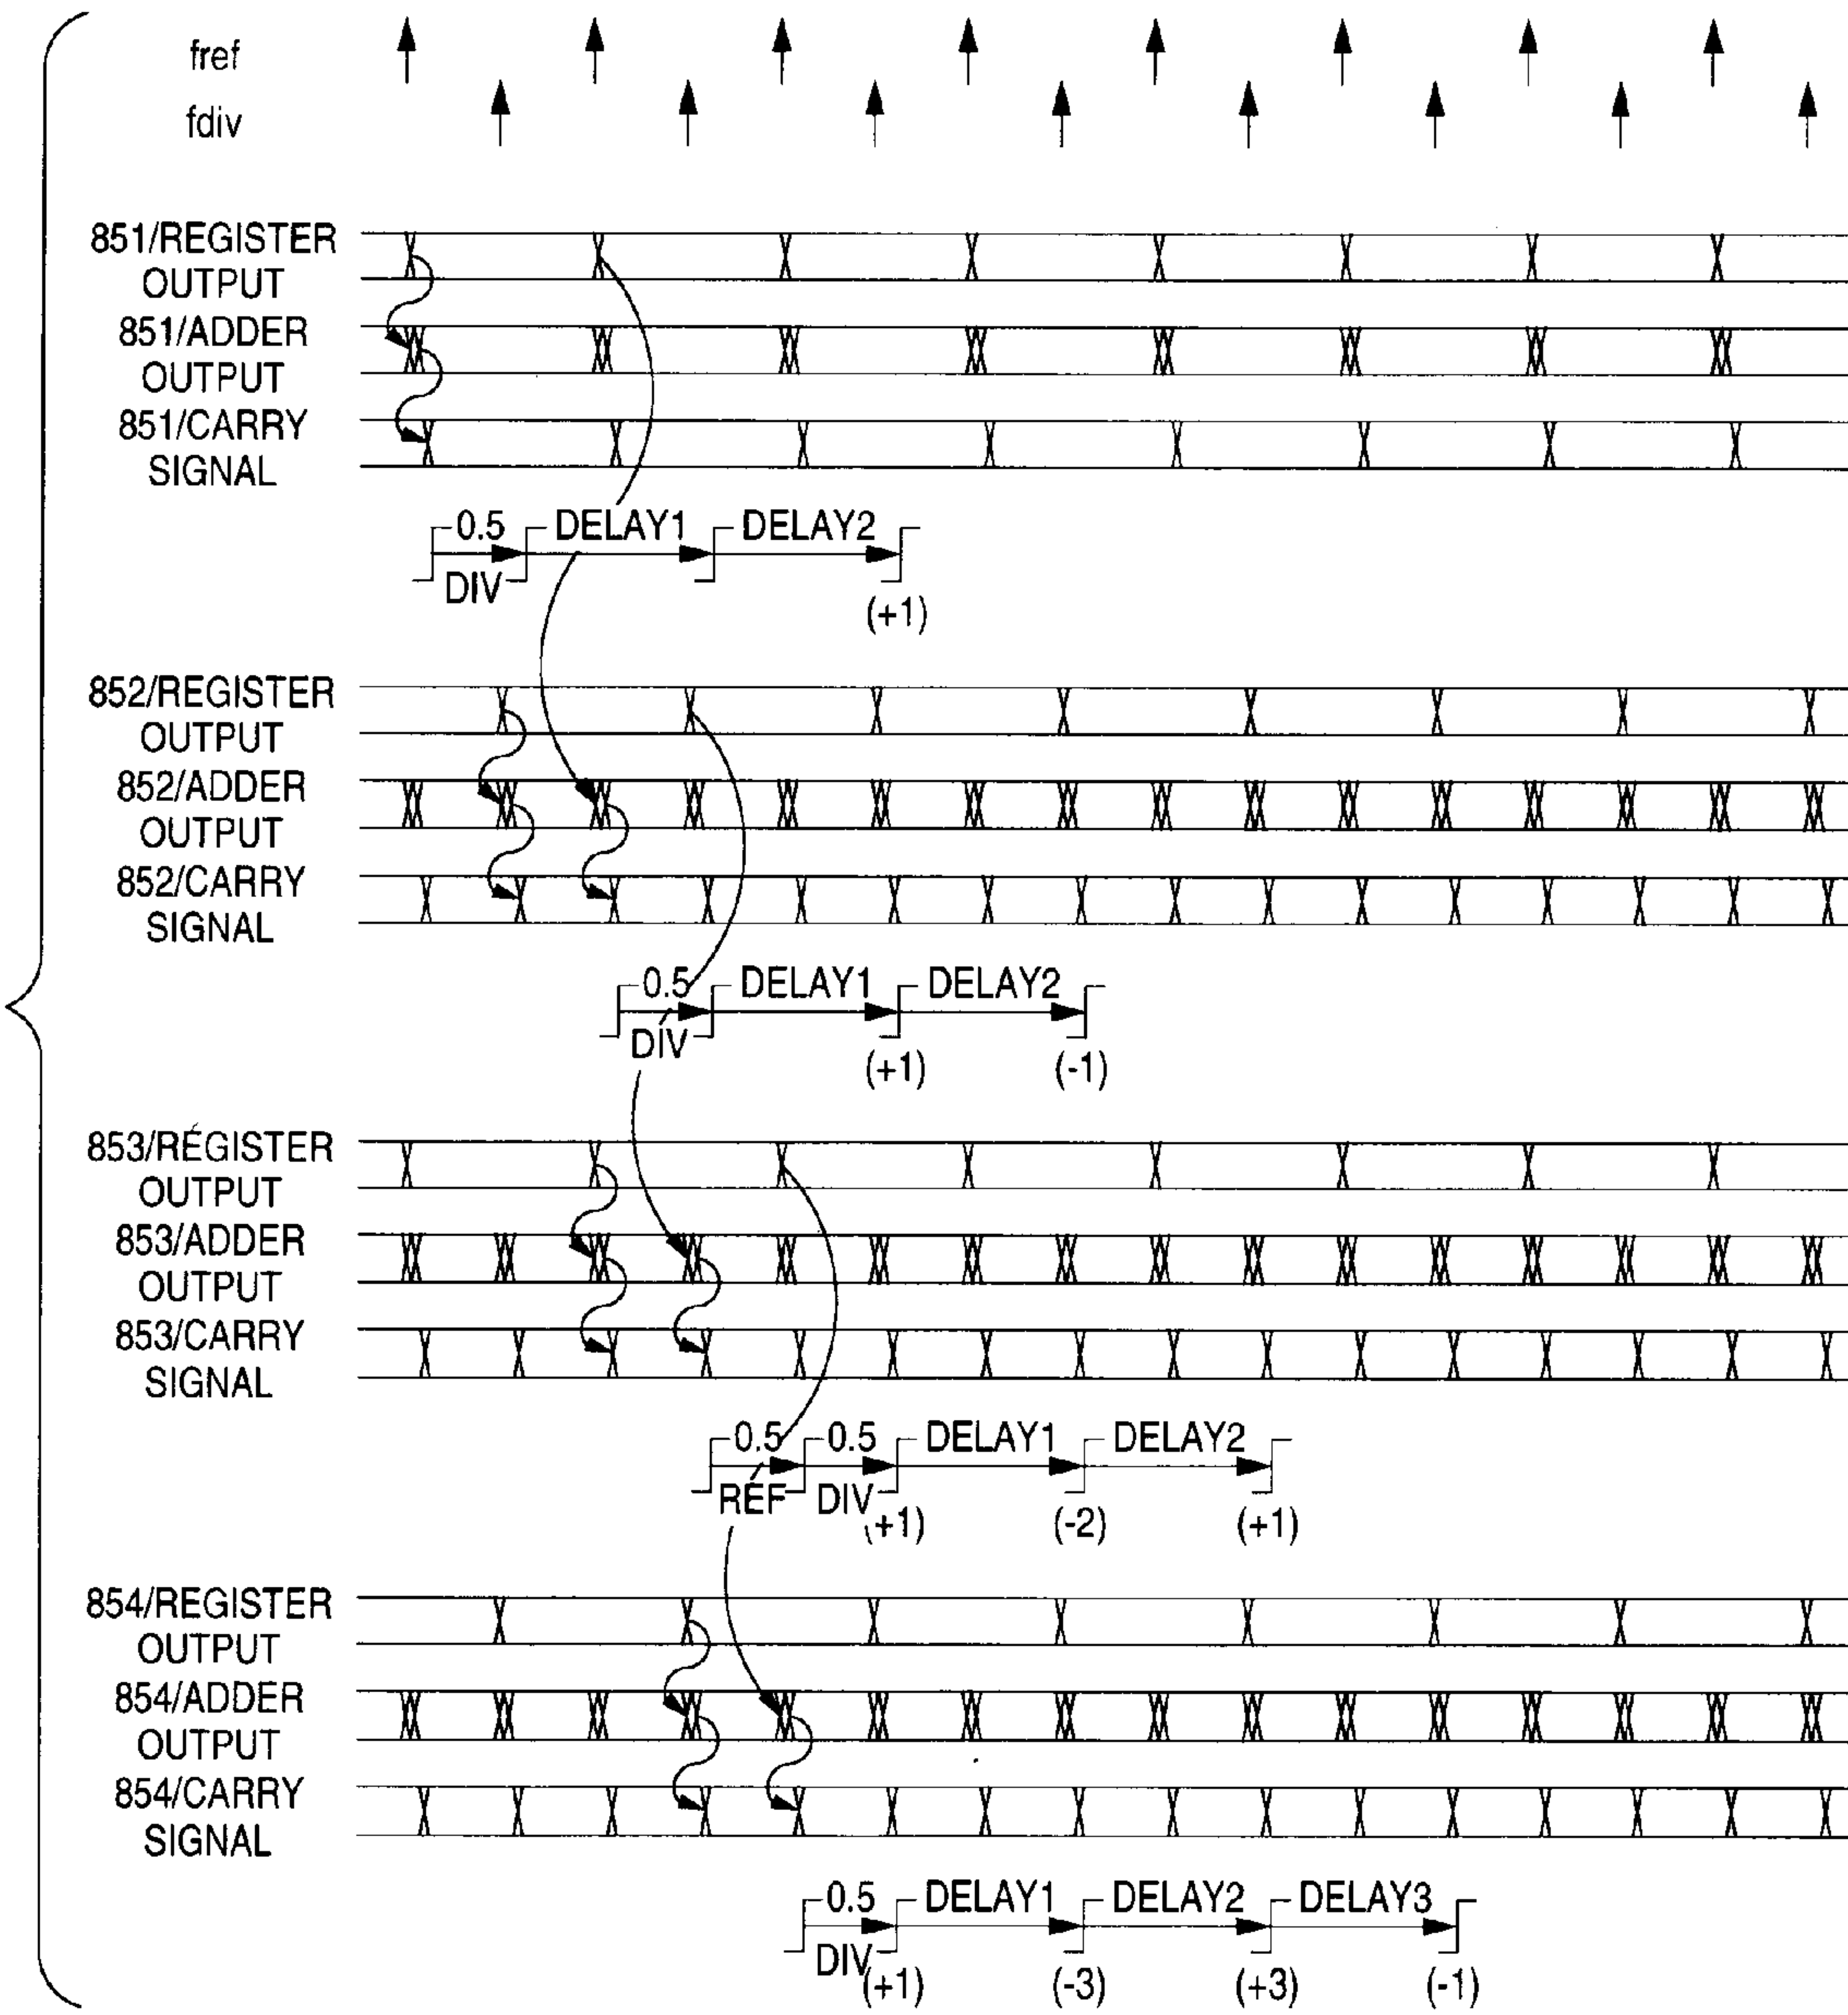 fref
fdiv
851/REGISTER
OUTPUT
851/ADDER
OUTPUT
851/CARRY
SIGNAL
0.5 DELAY1 DELAY2
DIV
(+1)
852/REGISTER
OUTPUT
852/ADDER
OUTPUT
852/CARRY
SIGNAL
0.5 DELAY1 DELAY2
DIV
(+1) (-1)
853/REGISTER
OUTPUT
853/ADDER
OUTPUT
853/CARRY
SIGNAL
0.5 0.5 DELAY1 DELAY2
REF DIV
(+1) (-2) (+1)
854/REGISTER
OUTPUT
854/ADDER
OUTPUT
854/CARRY
SIGNAL
0.5 DELAY1 DELAY2 DELAY3
DIV
(+1) (-3) (+3) (-1)